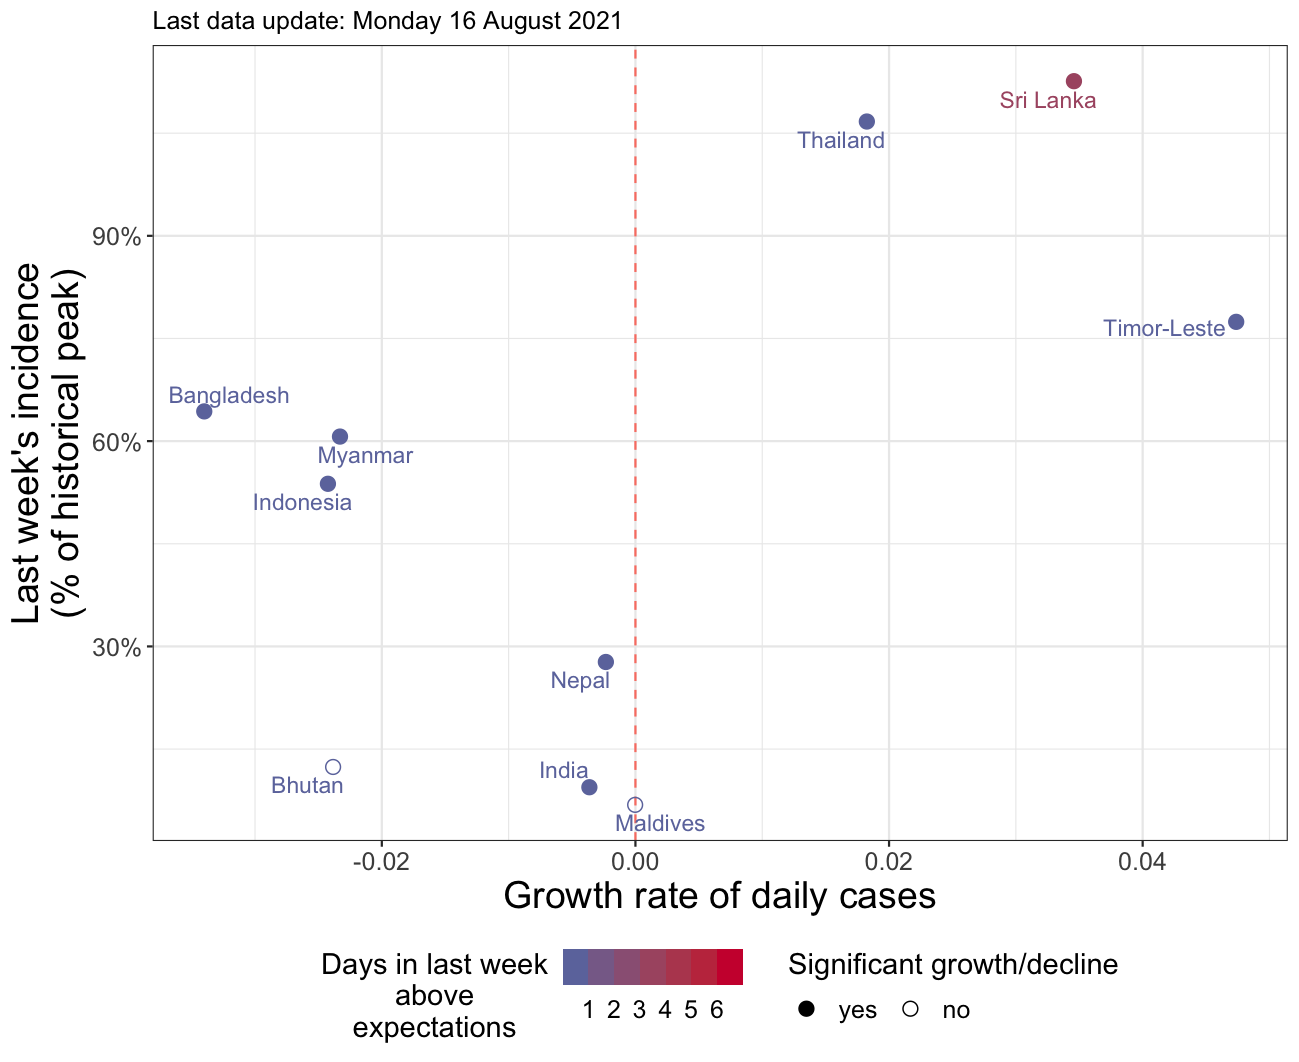 Last data update: Monday 16 August 2021
Last week's incidence
(% of historical peak)
90%
60%
30%
Sri Lanka
Thailand
Timor-Leste
Bangladesh
Myanmar
Indonesia
Nepal
Bhutan
India
Maldives
-0.02 0.00 0.02 0.04
Growth rate of daily cases
Days in last week
above
expectations
1 2 3 4 5 6
Significant growth/decline
yes no